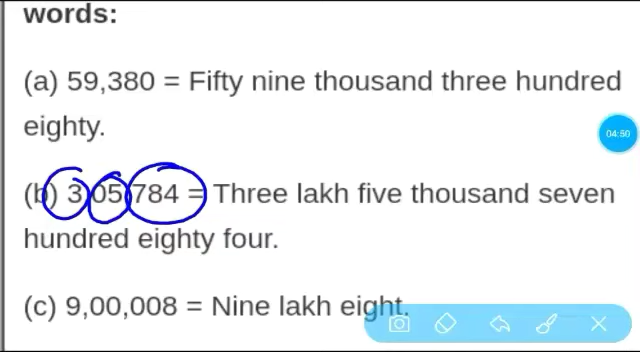 words:
(a) 59,380 = Fifty nine thousand three hundred
eighty.
04:50
(b) 3,05,784 = Three lakh five thousand seven
hundred eighty four.
(c) 9,00,008 = Nine lakh eight.